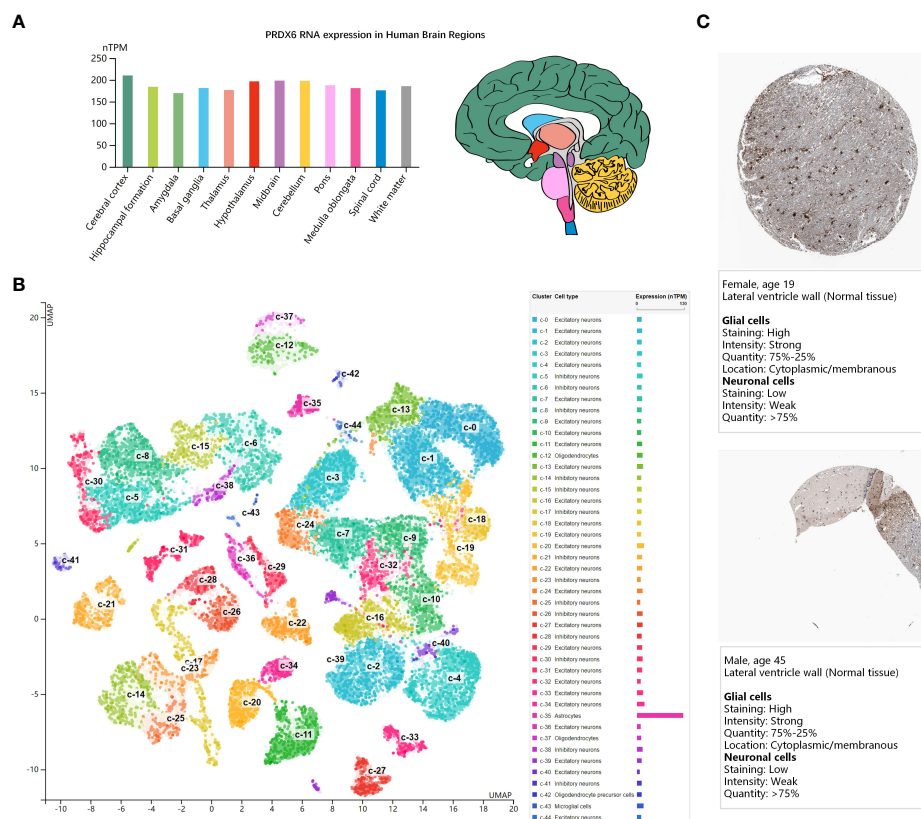 A
PRDX6 RNA expression in Human Brain Regions
nTPM
250
200
150
100
50
0
Cerebral cortex
Hippocampal formation
Amygdala
Basal ganglia
Thalamus
Hypothalamus
Midbrain
Cerebellum
Pons
Medulla oblongata
Spinal cord
White matter
B
UMAP
20
15
10
5
0
-5
-10
-10
-8
-6
-4
-2
0
2
4
6
8
10
12
14
16
18
20
UMAP
c-37
c-12
c-42
c-35
c-13
c-44
c-0
c-15
c-6
c-1
c-8
c-3
c-30
c-5
c-38
c-43
c-24
c-18
c-7
c-9
c-19
c-31
c-36
c-29
c-32
c-41
c-28
c-21
c-26
c-10
c-16
c-22
c-40
c-17
c-23
c-34
c-39
c-2
c-4
c-14
c-20
c-25
c-11
c-33
c-27
Cluster Cell type Expression (nTPM)
0 130
c-0 Excitatory neurons
c-1 Excitatory neurons
c-2 Excitatory neurons
c-3 Excitatory neurons
c-4 Excitatory neurons
c-5 Inhibitory neurons
c-6 Inhibitory neurons
c-7 Excitatory neurons
c-8 Inhibitory neurons
c-9 Excitatory neurons
c-10 Excitatory neurons
c-11 Excitatory neurons
c-12 Oligodendrocytes
c-13 Excitatory neurons
c-14 Inhibitory neurons
c-15 Inhibitory neurons
c-16 Excitatory neurons
c-17 Inhibitory neurons
c-18 Excitatory neurons
c-19 Excitatory neurons
c-20 Excitatory neurons
c-21 Inhibitory neurons
c-22 Excitatory neurons
c-23 Inhibitory neurons
c-24 Excitatory neurons
c-25 Inhibitory neurons
c-26 Inhibitory neurons
c-27 Excitatory neurons
c-28 Inhibitory neurons
c-29 Excitatory neurons
c-30 Inhibitory neurons
c-31 Excitatory neurons
c-32 Excitatory neurons
c-33 Excitatory neurons
c-34 Excitatory neurons
c-35 Astrocytes
c-36 Excitatory neurons
c-37 Oligodendrocytes
c-38 Inhibitory neurons
c-39 Excitatory neurons
c-40 Excitatory neurons
c-41 Inhibitory neurons
c-42 Oligodendrocyte precursor cells
c-43 Microglial cells
c-44 Excitatory neurons
C
Female, age 19
Lateral ventricle wall (Normal tissue)
Glial cells
Staining: High
Intensity: Strong
Quantity: 75%-25%
Location: Cytoplasmic/membranous
Neuronal cells
Staining: Low
Intensity: Weak
Quantity: >75%
Male, age 45
Lateral ventricle wall (Normal tissue)
Glial cells
Staining: High
Intensity: Strong
Quantity: 75%-25%
Location: Cytoplasmic/membranous
Neuronal cells
Staining: Low
Intensity: Weak
Quantity: >75%